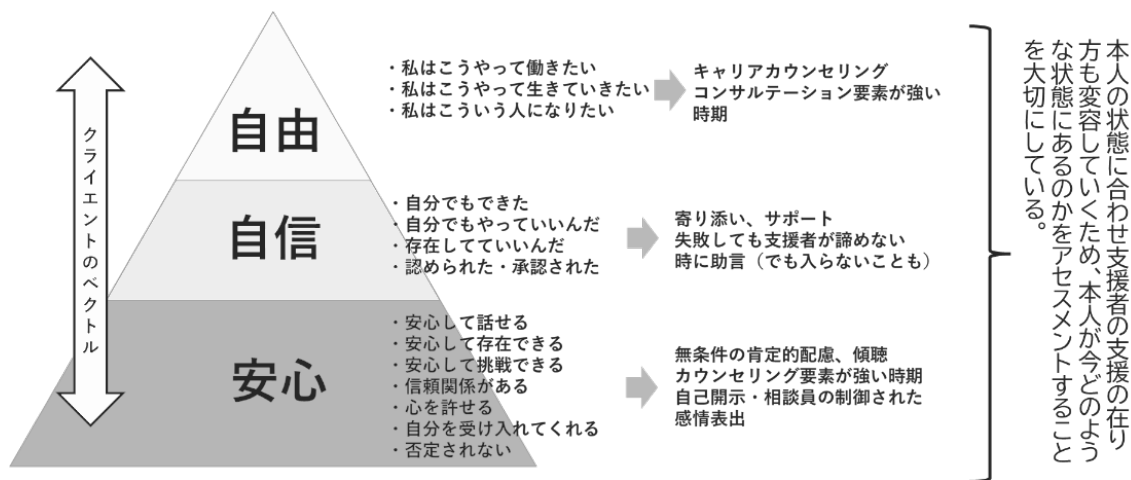 クライエントのベクトル
自由
・私はこうやって働きたい
・私はこうやって生きていきたい
・私はこういう人になりたい
キャリアカウンセリング
コンサルテーション要素が強い
時期
自信
・自分でもできた
・自分でもやっていいんだ
・存在してていいんだ
・認められた・承認された
寄り添い、サポート
失敗しても支援者が諦めない
時に助言（でも入らないことも）
安心
・安心して話せる
・安心して存在できる
・安心して挑戦できる
・信頼関係がある
・心を許せる
・自分を受け入れてくれる
・否定されない
無条件の肯定的配慮、傾聴
カウンセリング要素が強い時期
自己開示・相談員の制御された
感情表出
本人の状態に合わせ支援者の支援の在り
方も変容していくため、本人が今どのよう
な状態にあるのかをアセスメントすること
を大切にしている。